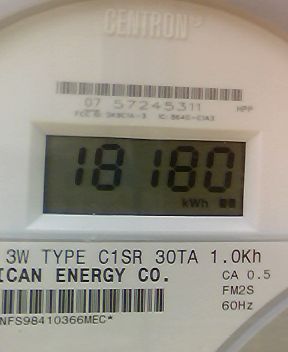 CENTRON®
07 57245311 HPP
18180
kWh
3W TYPE C1SR 30TA 1.0Kh
ICAN ENERGY CO. CA 0.5
FM2S
60Hz
NFS98410366MEC*